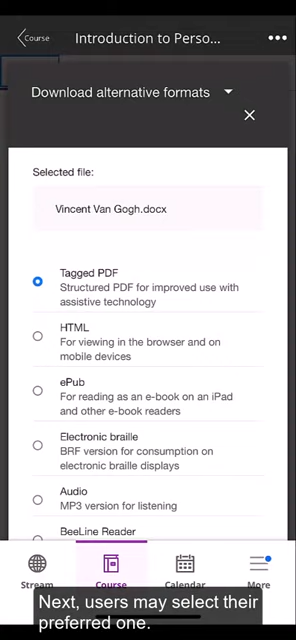 Course
Introduction to Perso...
Download alternative formats
Selected file:
Vincent Van Gogh.docx
Tagged PDF
Structured PDF for improved use with
assistive technology
HTML
For viewing in the browser and on
mobile devices
ePub
For reading as an e-book on an iPad
and other e-book readers
Electronic braille
BRF version for consumption on
electronic braille displays
Audio
MP3 version for listening
BeeLine Reader
Stream
Course
Calendar
More
Next, users may select their
preferred one.